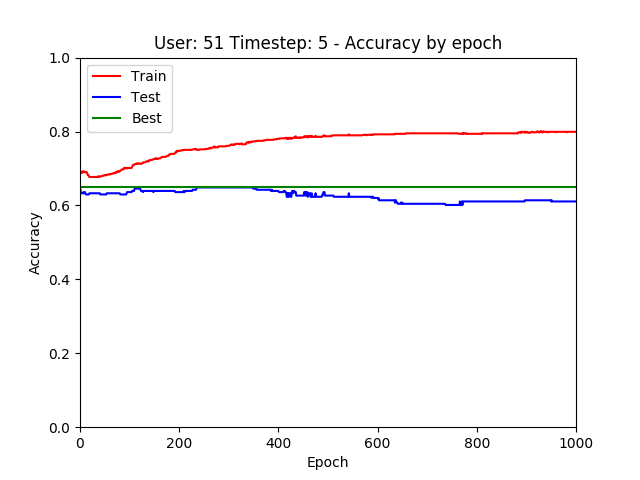 User: 51 Timestep: 5 - Accuracy by epoch
1.0
Train
Test
Best
0.8
0.6
0.4
0.2
0.0
Accuracy
0 200 400 600 800 1000
Epoch